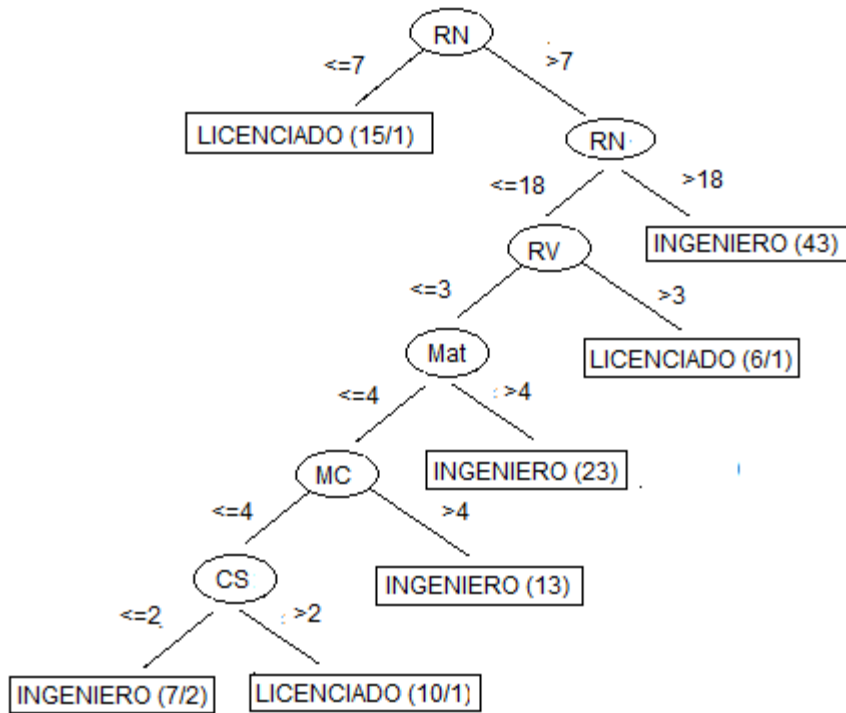 RN
<=7
>7
LICENCIADO (15/1)
RN
<=18
>18
RV
INGENIERO (43)
<=3
>3
Mat
LICENCIADO (6/1)
<=4
>4
MC
INGENIERO (23)
<=4
>4
CS
INGENIERO (13)
<=2
>2
INGENIERO (7/2)
LICENCIADO (10/1)